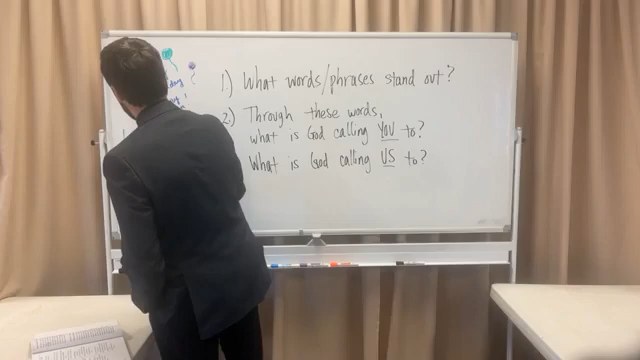 1.) What words/phrases stand out?
2.) Through these words,
what is God calling YOU to?
What is God calling US to?